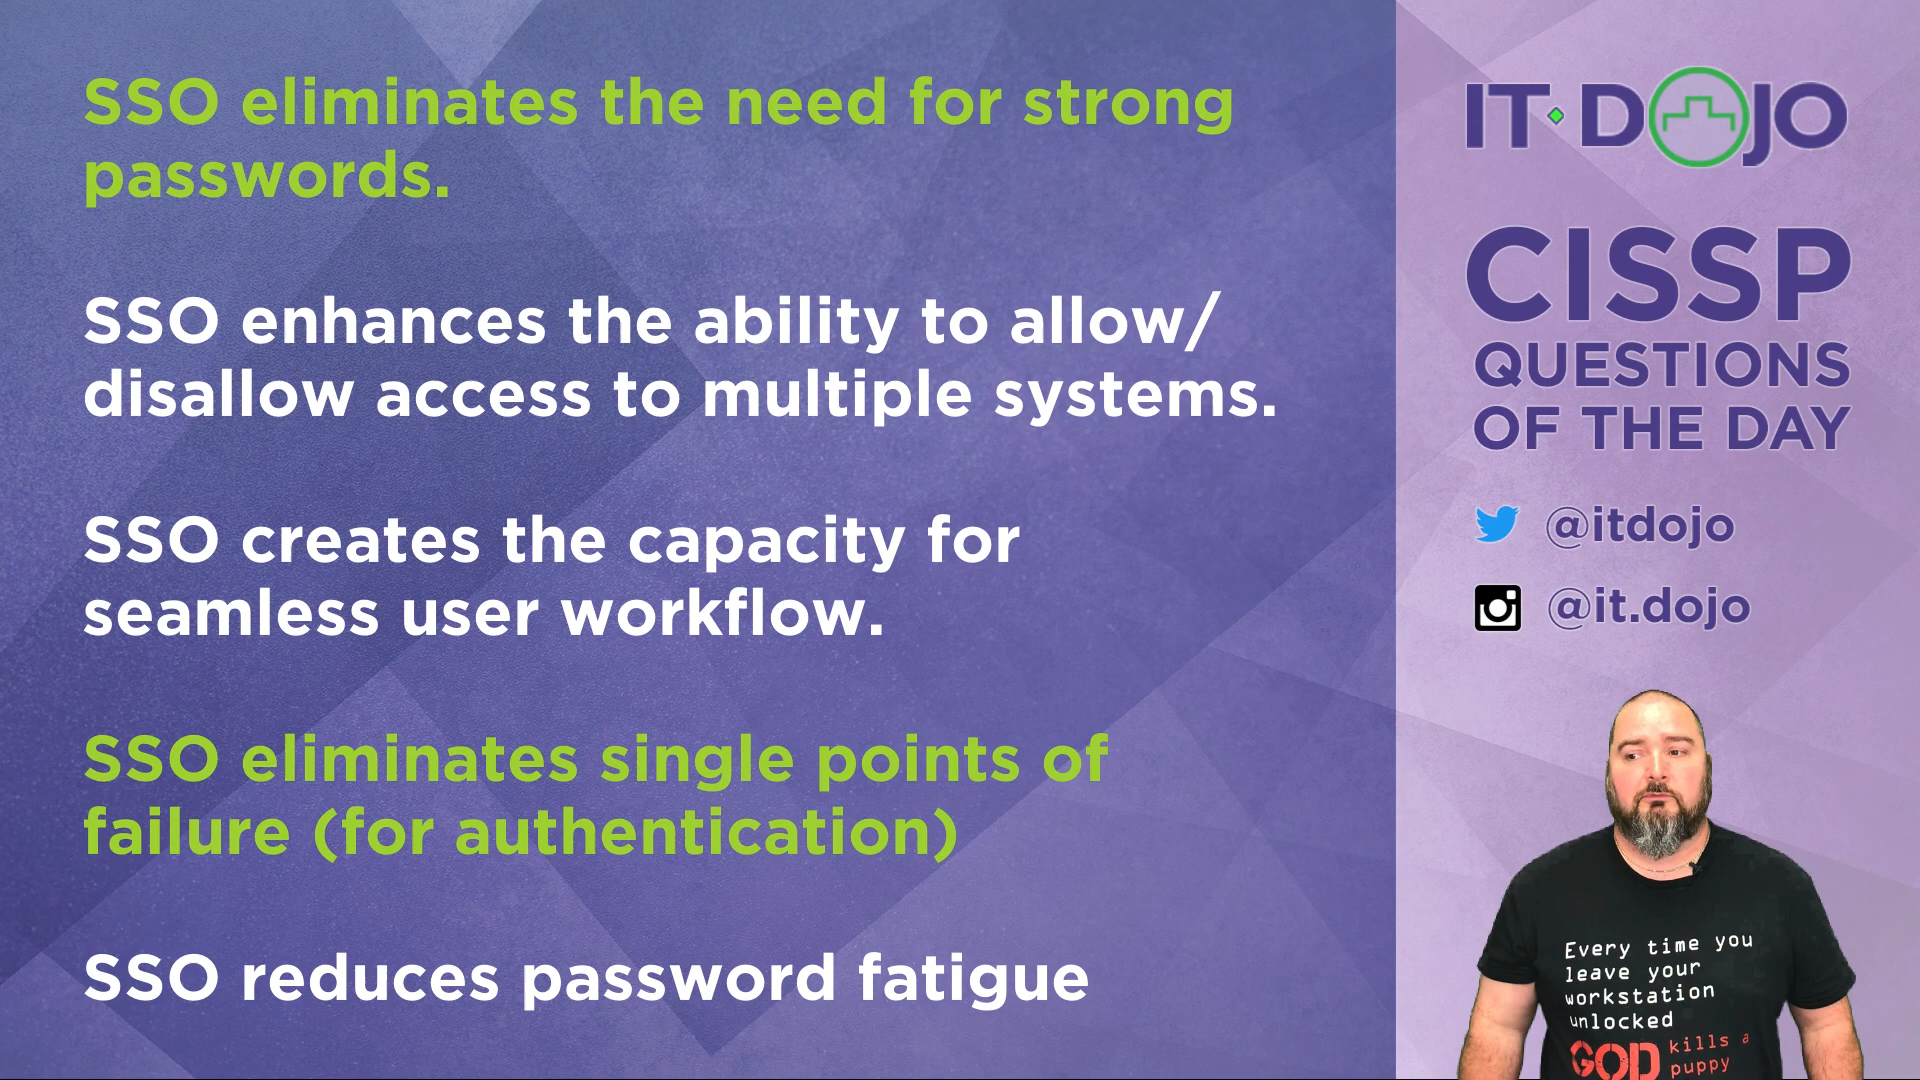 SSO eliminates the need for strong
passwords.
SSO enhances the ability to allow/
disallow access to multiple systems.
SSO creates the capacity for
seamless user workflow.
SSO eliminates single points of
failure (for authentication)
SSO reduces password fatigue
IT DOJO
CISSP
QUESTIONS
OF THE DAY
@itdojo
@it.dojo
Every time you
leave your
workstation
unlocked
GOD kills a
puppy